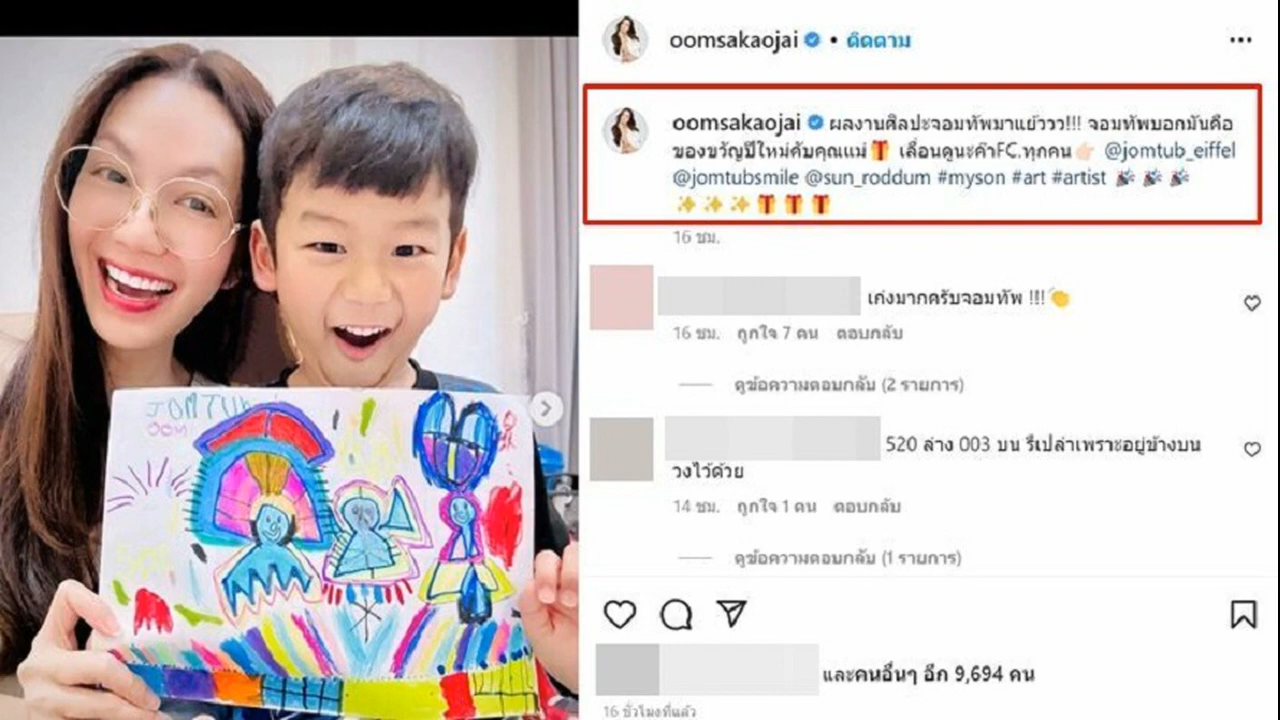 JOMTUB
OOM
oomsakaojai • ติดตาม
oomsakaojai ผลงานศิลปะจอมทัพมาแย้ววว!!! จอมทัพบอกมันคือ
ของขวัญปีใหม่คับคุณแม่🎁 เลื่อนดูนะค๊าFC.ทุกคน👉🏻 @jomtub_eiffel
@jomtubsmile @sun_roddum #myson #art #artist 🎉 🎉 🎉
✨ ✨ ✨ 🎁 🎁 🎁
16 ชม.
เก่งมากครับจอมทัพ !!!👏
16 ชม. ถูกใจ 7 คน ตอบกลับ
ดูข้อความตอบกลับ (2 รายการ)
520 ล่าง 003 บน รึเปล่าเพราะอยู่ข้างบน
วงไว้ด้วย
14 ชม. ถูกใจ 1 คน ตอบกลับ
ดูข้อความตอบกลับ (1 รายการ)
และคนอื่นๆ อีก 9,694 คน
16 ชั่วโมงที่แล้ว